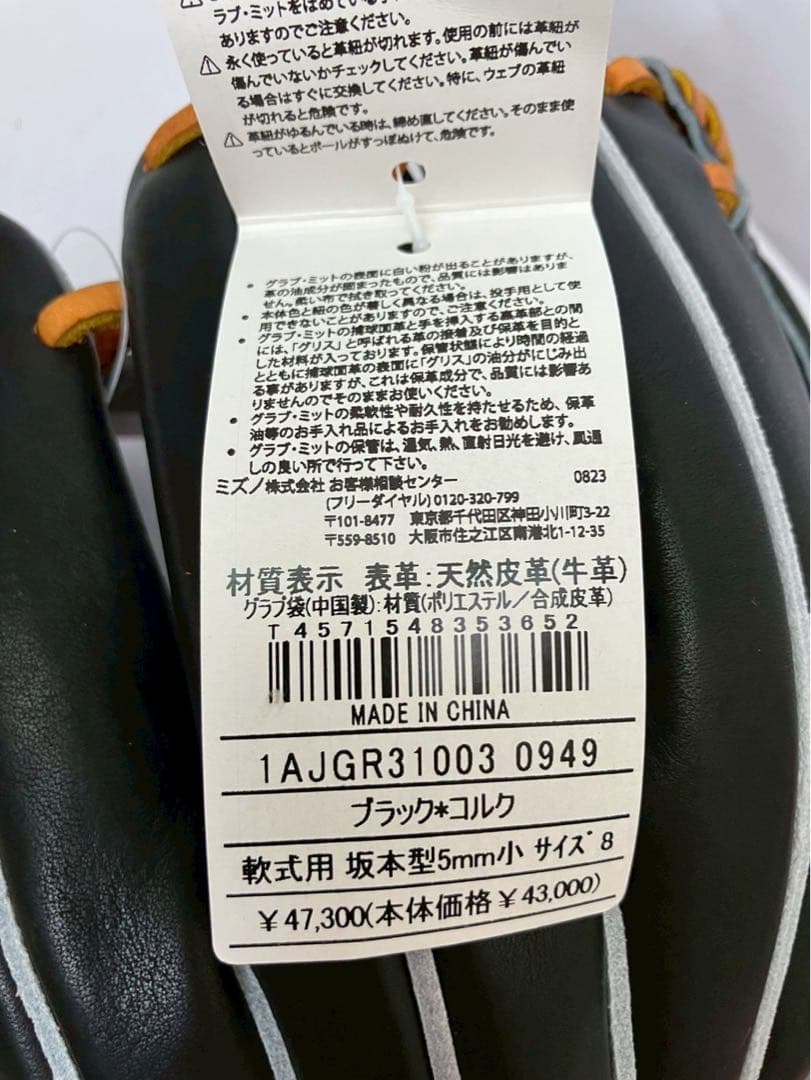 ラブ・ミットをはめている
ありますのでご注意ください。
⚠永く使っていると革紐が切れます。使用の前には革紐が
傷んでいないかチェックしてください。革紐が傷んでい
る場合はすぐに交換してください。特に、ウェブの革紐
が切れると危険です。
⚠革紐がゆるんでいる時は、締め直してください。そのまま使
っているとボールがすっぽぬけて、危険です。
● グラブ・ミットの表面に白い粉が出ることがありますが、
革の油成分が固まったもので、品質には影響はありま
せん。柔い布で拭き取ってください。
● 本体色と紐の色が著しく異なる場合は、投手用として使
用できないことがありますので、ご注意ください。
● グラブ・ミットの捕球面革と手を挿入する裏革部との間
には、「グリス」と呼ばれる革の接着及び保革を目的と
した材料が入っております。保管状態により時間の経過
とともに捕球面革の表面に「グリス」の油分がにじみ出
る事がありますが、これは保革成分で、品質には影響あ
りませんのでそのままお使いください。
● グラブ・ミットの柔軟性や耐久性を持たせるため、保革
油等のお手入れ品によるお手入れをお勧めします。
● グラブ・ミットの保管は、湿気、熱、直射日光を避け、風通
しの良い所で行って下さい。
ミズノ株式会社 お客様相談センター 0823
(フリーダイヤル) 0120-320-799
〒101-8477 東京都千代田区神田小川町3-22
〒559-8510 大阪市住之江区南港北1-12-35
材質表示 表革:天然皮革(牛革)
グラブ袋(中国製):材質(ポリエステル/合成皮革)
T 4571548353652
MADE IN CHINA
1AJGR31003 0949
ブラック*コルク
軟式用 坂本型5mm小 サイズ 8
¥47,300(本体価格¥43,000)